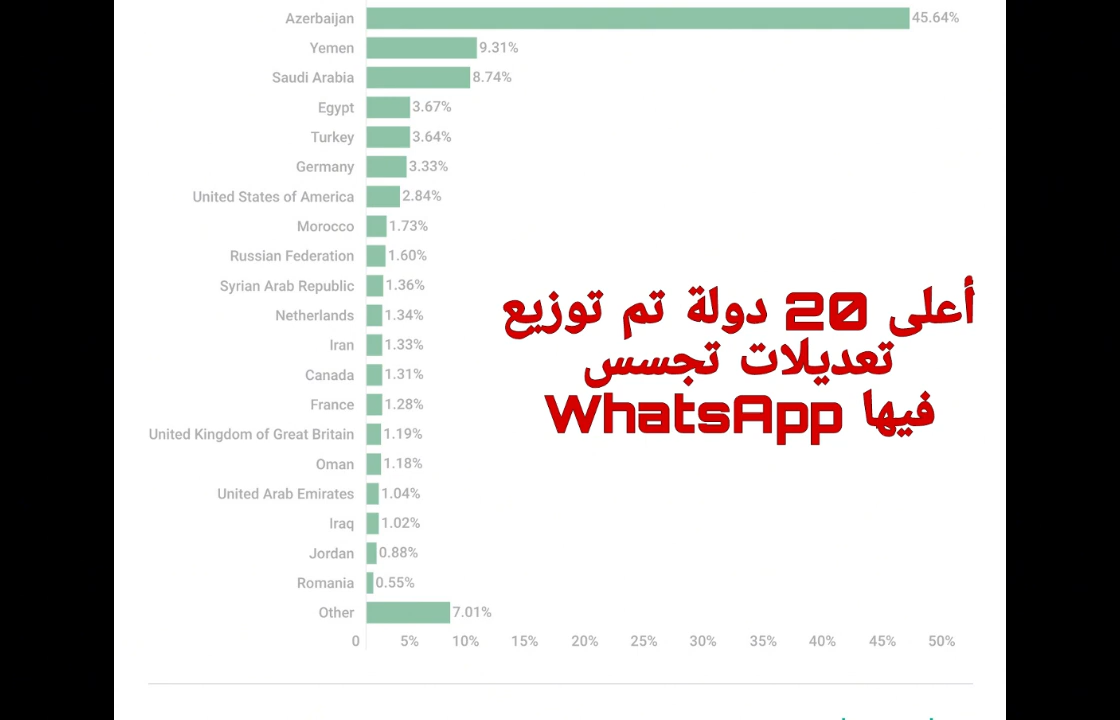 Azerbaijan 45.64%
Yemen 9.31%
Saudi Arabia 8.74%
Egypt 3.67%
Turkey 3.64%
Germany 3.33%
United States of America 2.84%
Morocco 1.73%
Russian Federation 1.60%
Syrian Arab Republic 1.36%
Netherlands 1.34%
Iran 1.33%
Canada 1.31%
France 1.28%
United Kingdom of Great Britain 1.19%
Oman 1.18%
United Arab Emirates 1.04%
Iraq 1.02%
Jordan 0.88%
Romania 0.55%
Other 7.01%
0 5% 10% 15% 20% 25% 30% 35% 40% 45% 50%
أعلى 20 دولة تم توزيع
تعديلات تجسس
فيها WhatsApp